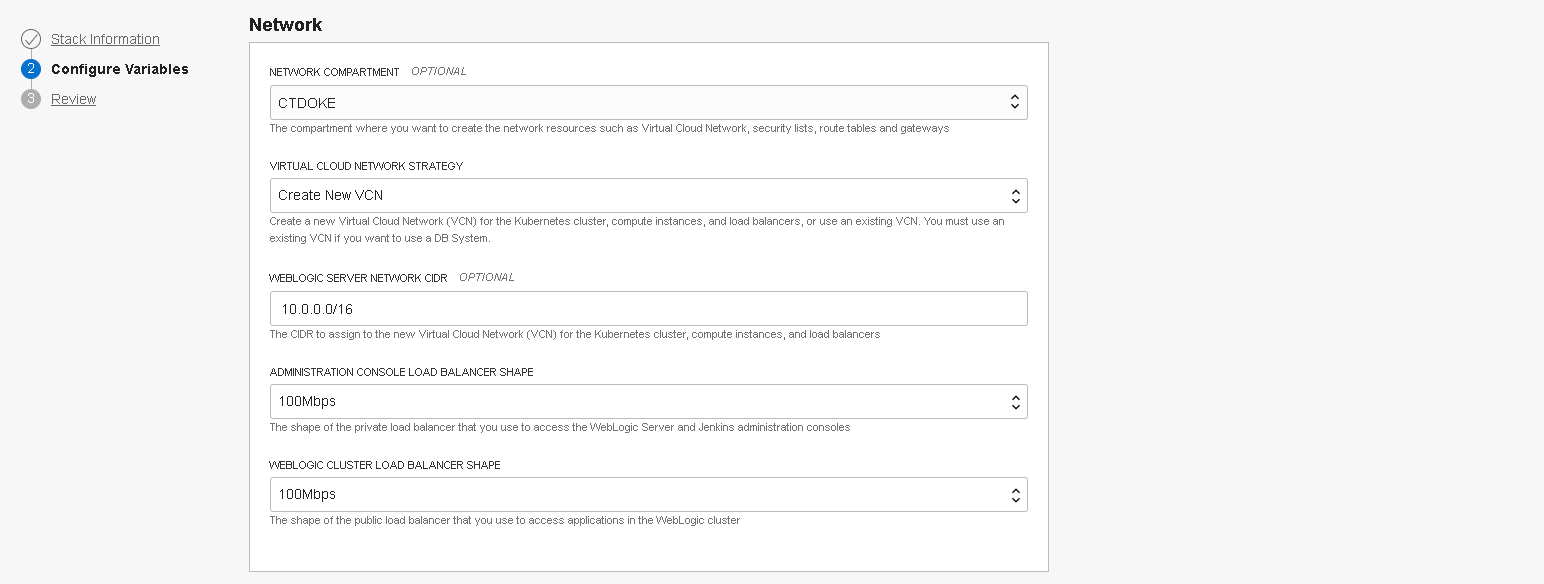 Stack Information
2 Configure Variables
3 Review
Network
NETWORK COMPARTMENT OPTIONAL
CTDOKE
The compartment where you want to create the network resources such as Virtual Cloud Network, security lists, route tables and gateways
VIRTUAL CLOUD NETWORK STRATEGY
Create New VCN
Create a new Virtual Cloud Network (VCN) for the Kubernetes cluster, compute instances, and load balancers, or use an existing VCN. You must use an
existing VCN if you want to use a DB System.
WEBLOGIC SERVER NETWORK CIDR OPTIONAL
10.0.0.0/16
The CIDR to assign to the new Virtual Cloud Network (VCN) for the Kubernetes cluster, compute instances, and load balancers
ADMINISTRATION CONSOLE LOAD BALANCER SHAPE
100Mbps
The shape of the private load balancer that you use to access the WebLogic Server and Jenkins administration consoles
WEBLOGIC CLUSTER LOAD BALANCER SHAPE
100Mbps
The shape of the public load balancer that you use to access applications in the WebLogic cluster